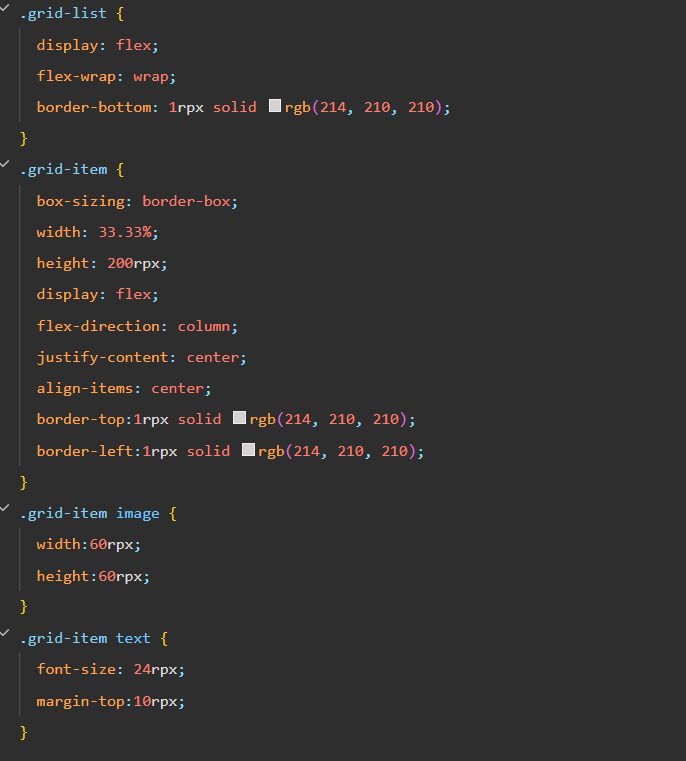 .grid-list {
display: flex;
flex-wrap: wrap;
border-bottom: 1rpx solid rgb(214, 210, 210);
}
.grid-item {
box-sizing: border-box;
width: 33.33%;
height: 200rpx;
display: flex;
flex-direction: column;
justify-content: center;
align-items: center;
border-top:1rpx solid rgb(214, 210, 210);
border-left:1rpx solid rgb(214, 210, 210);
}
.grid-item image {
width:60rpx;
height:60rpx;
}
.grid-item text {
font-size: 24rpx;
margin-top:10rpx;
}